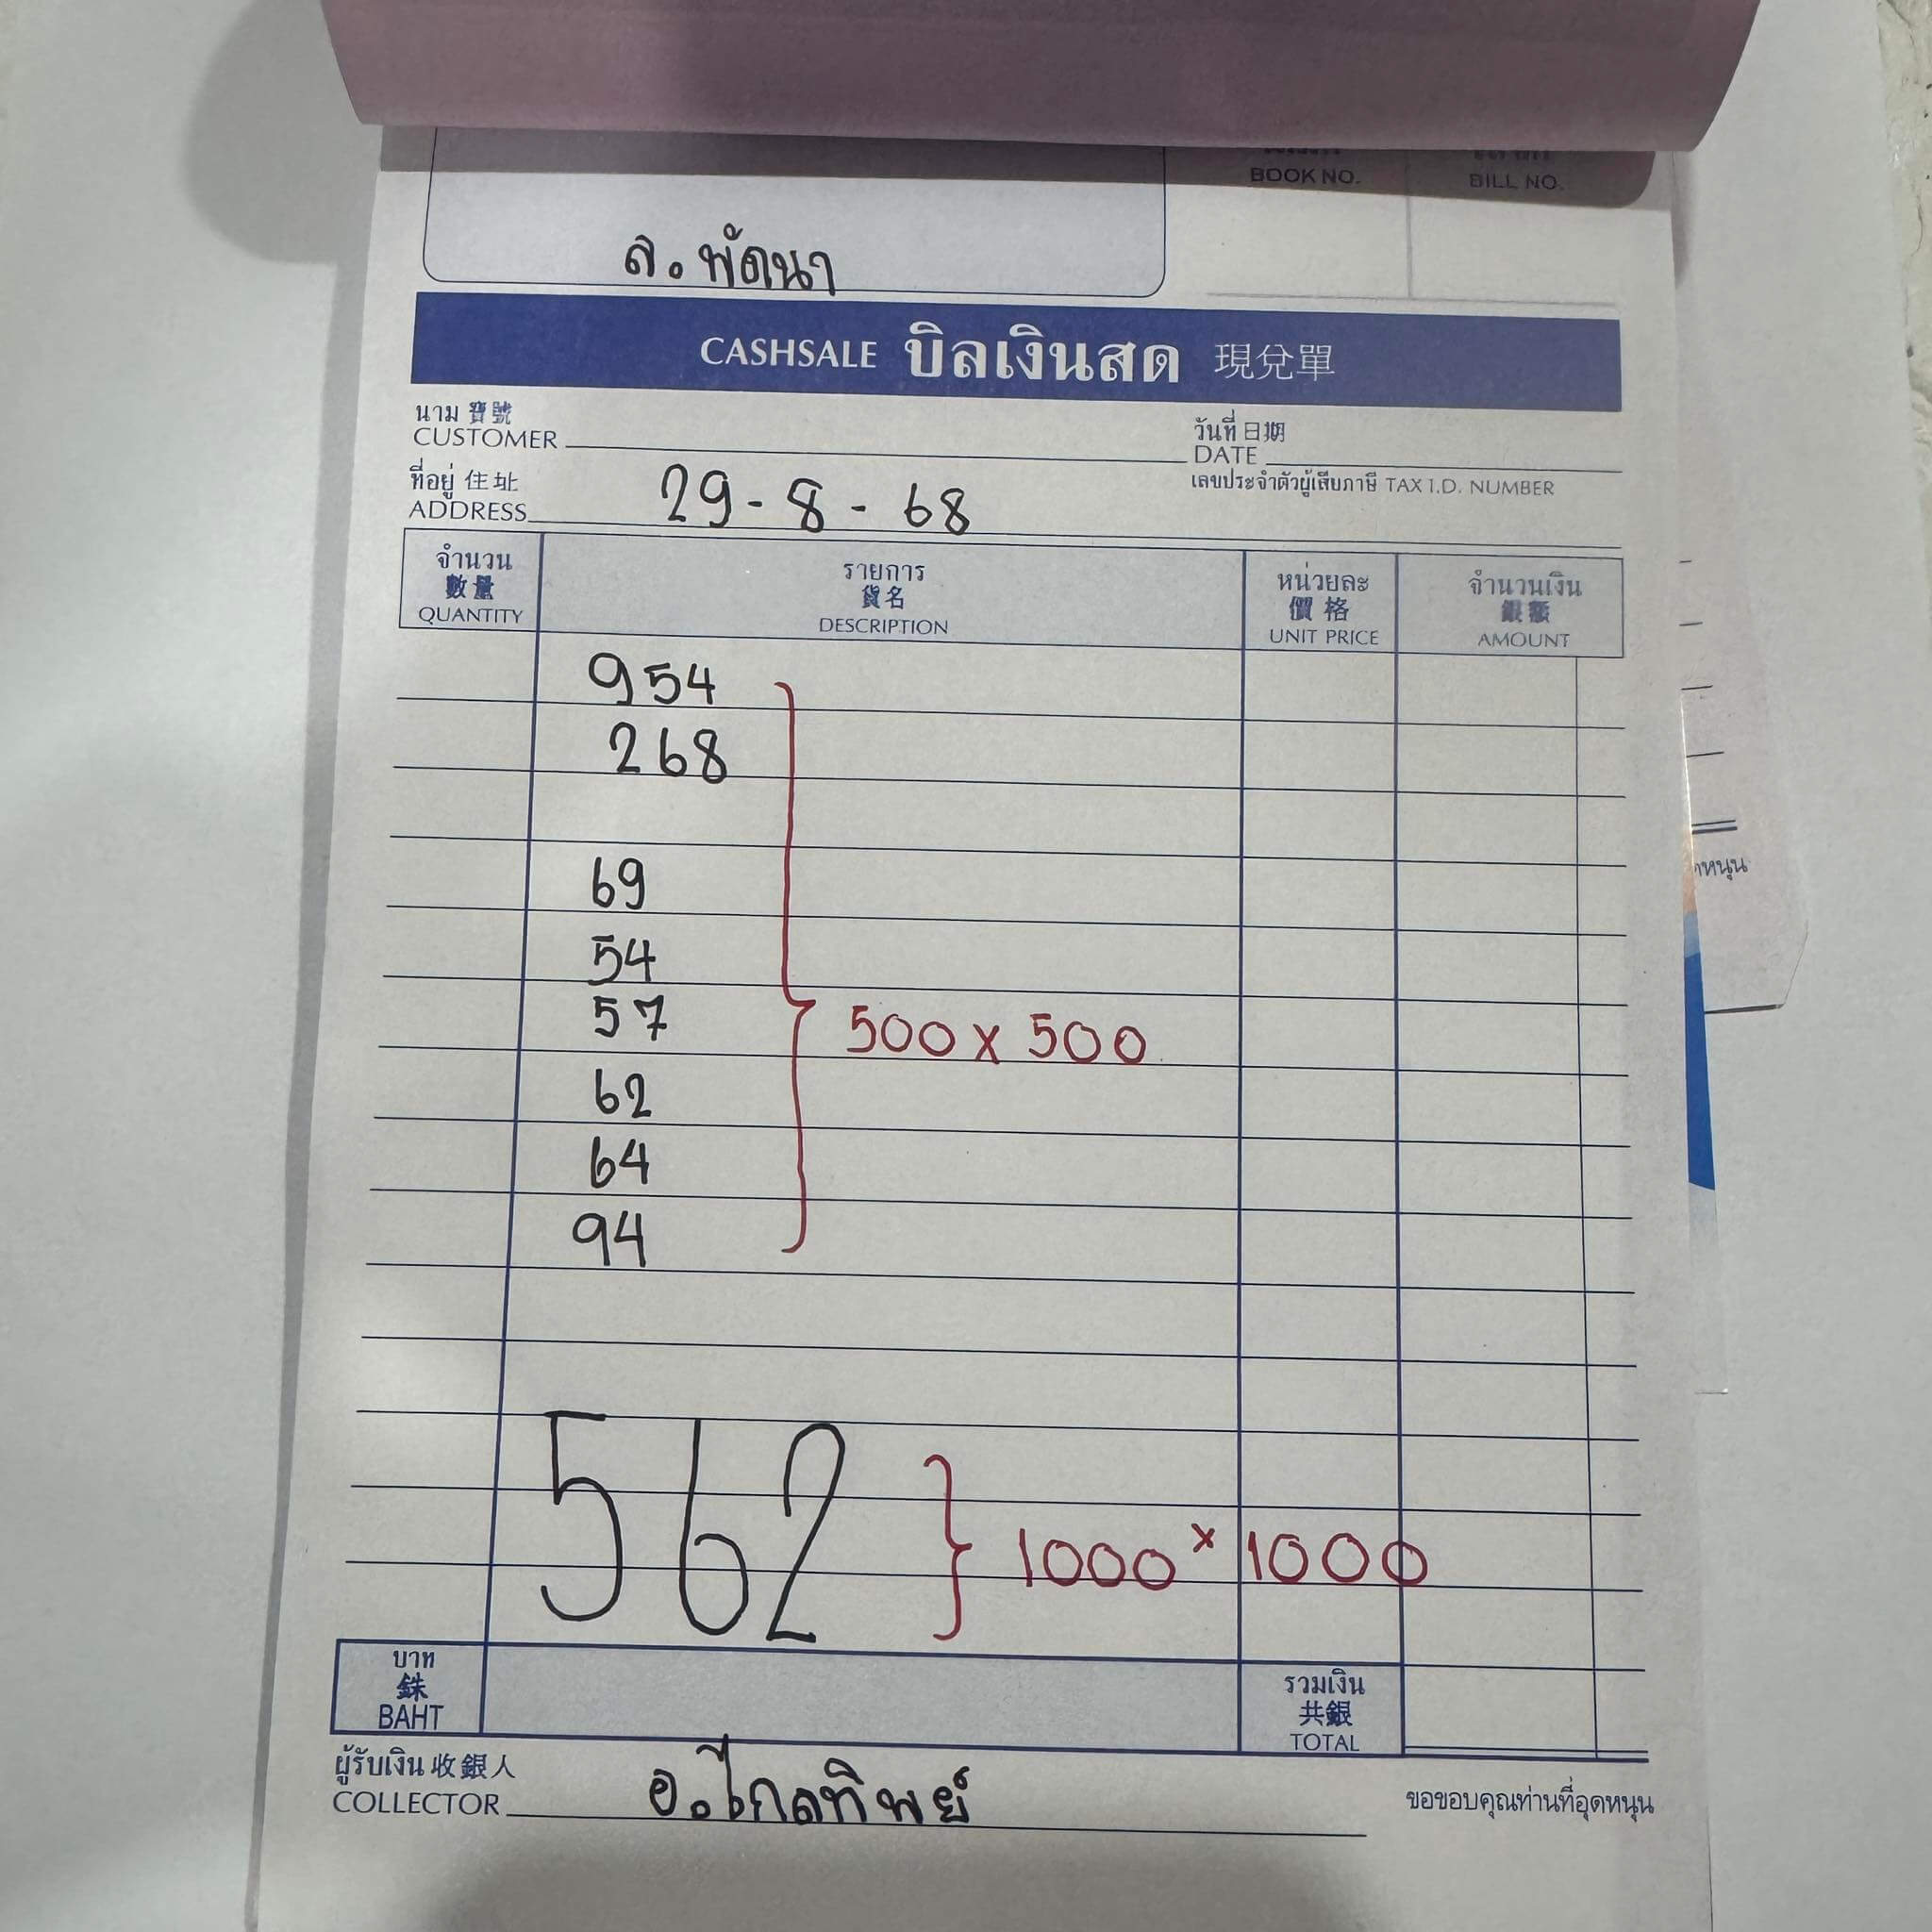 BOOK NO.
BILL NO.
ล. พัฒนา
CASHSALE บิลเงินสด 現兌單
นาม 寶號
CUSTOMER
วันที่ 日期
DATE
ที่อยู่ 住址
ADDRESS 29-8-68
เลขประจำตัวผู้เสียภาษี TAX I.D. NUMBER
จำนวน 數量 QUANTITY
รายการ 貨名 DESCRIPTION
หน่วยละ 價格 UNIT PRICE
จำนวนเงิน 銀額 AMOUNT
954
268
69
54
57 500 x 500
62
64
94
562 1000 x 1000
บาท 銖 BAHT
รวมเงิน 共銀 TOTAL
ผู้รับเงิน 收銀人
COLLECTOR อ.ไกลทิพย์
ขอขอบคุณท่านที่อุดหนุน